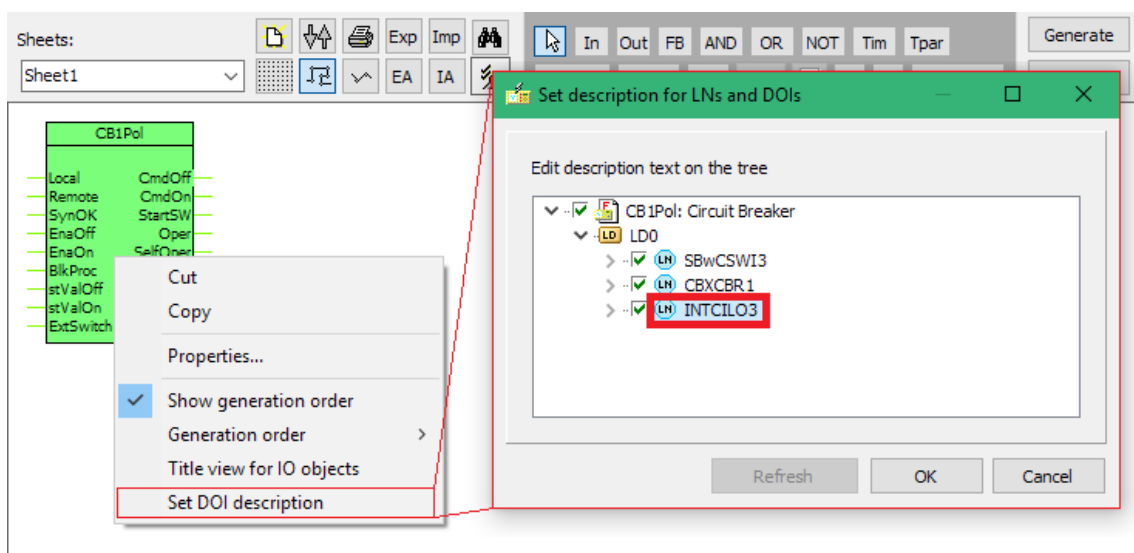 Sheets:
Exp Imp
In Out FB AND OR NOT Tim Tpar
Generate
Sheet1
EA IA
Set description for LNs and DOIs
CB1Pol
Local CmdOff
Remote CmdOn
SynOK StartSW
EnaOff Oper
EnaOn SelfOper
BlkProc
stValOff
stValOn
ExtSwitch
Cut
Copy
Properties...
Show generation order
Generation order
Title view for IO objects
Set DOI description
Edit description text on the tree
CB1Pol: Circuit Breaker
LD LD0
LN SBwCSWI3
LN CBXCBR1
LN INTCILO3
Refresh OK Cancel